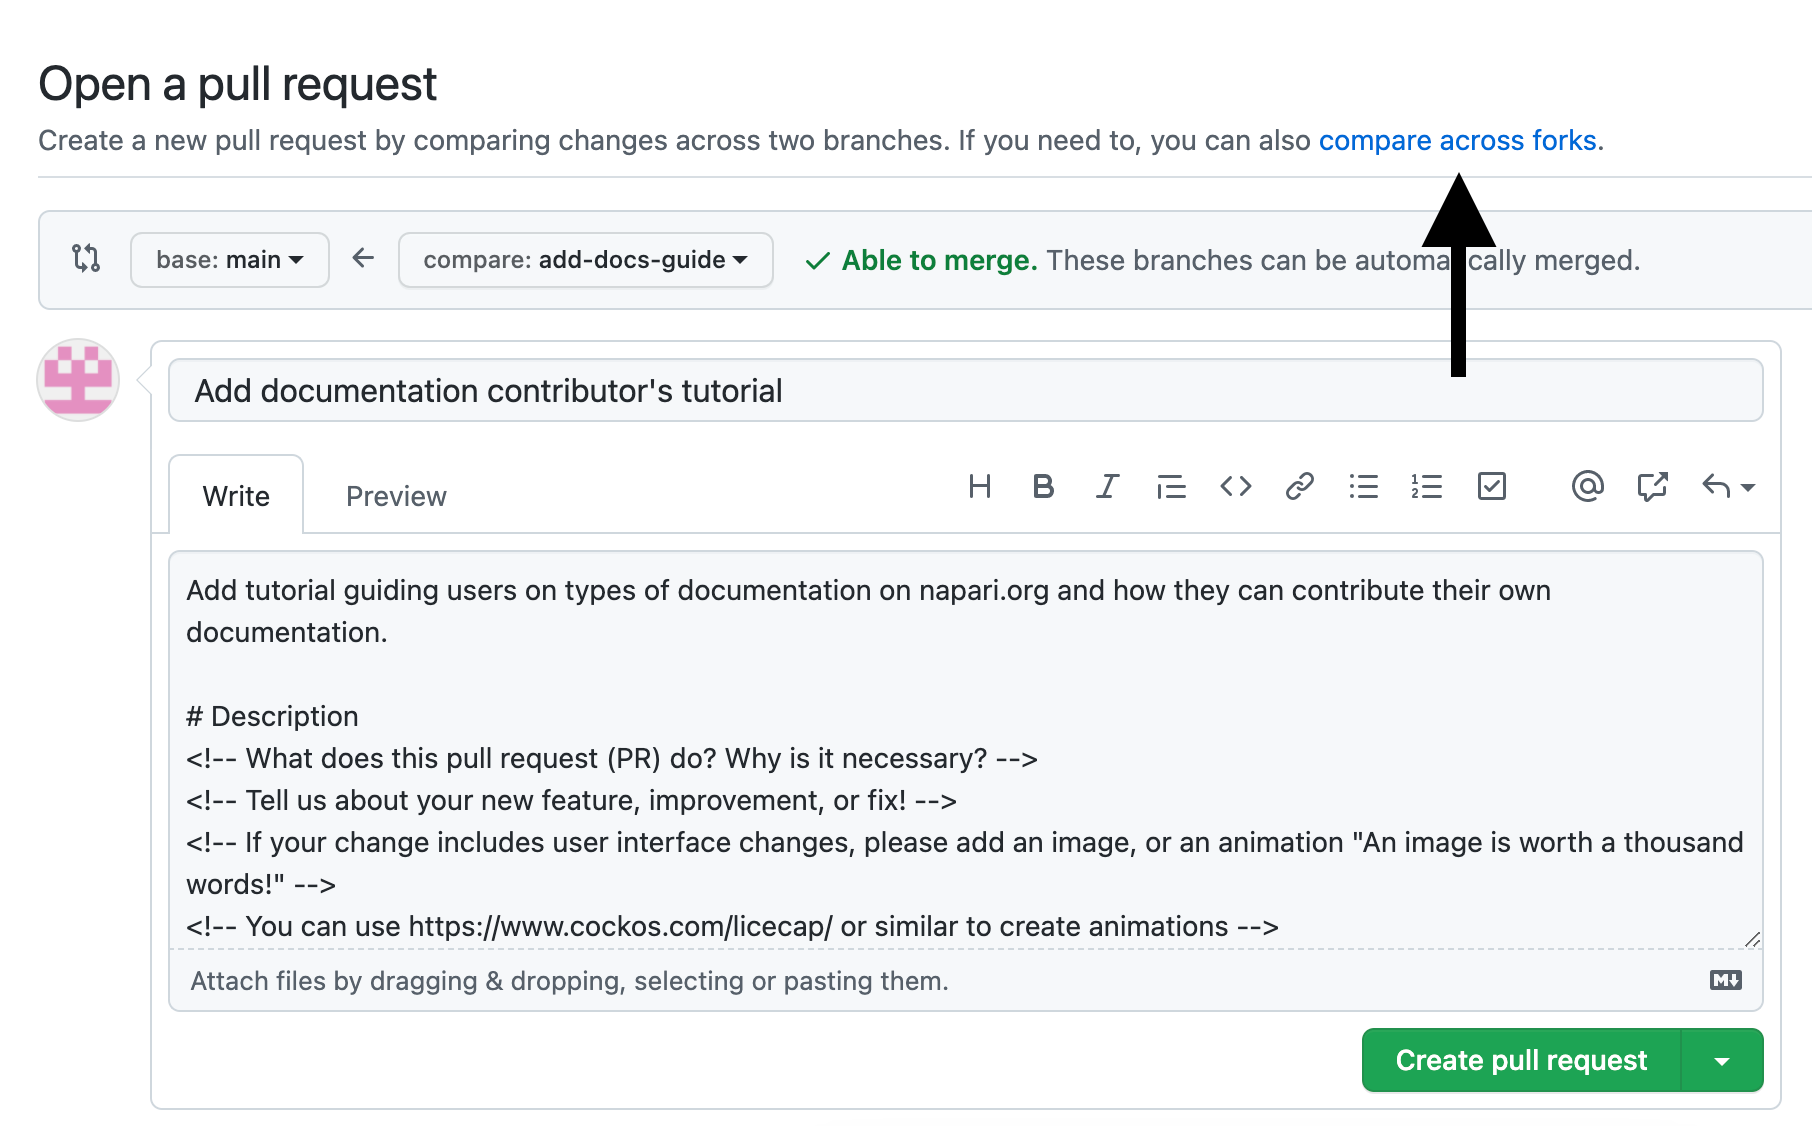 Open a pull request
Create a new pull request by comparing changes across two branches. If you need to, you can also compare across forks.
base: main compare: add-docs-guide Able to merge. These branches can be automatically merged.
Add documentation contributor's tutorial
Write Preview
Add tutorial guiding users on types of documentation on napari.org and how they can contribute their own
documentation.
# Description
<!-- What does this pull request (PR) do? Why is it necessary? -->
<!-- Tell us about your new feature, improvement, or fix! -->
<!-- If your change includes user interface changes, please add an image, or an animation "An image is worth a thousand
words!" -->
<!-- You can use https://www.cockos.com/licecap/ or similar to create animations -->
Attach files by dragging & dropping, selecting or pasting them.
Create pull request